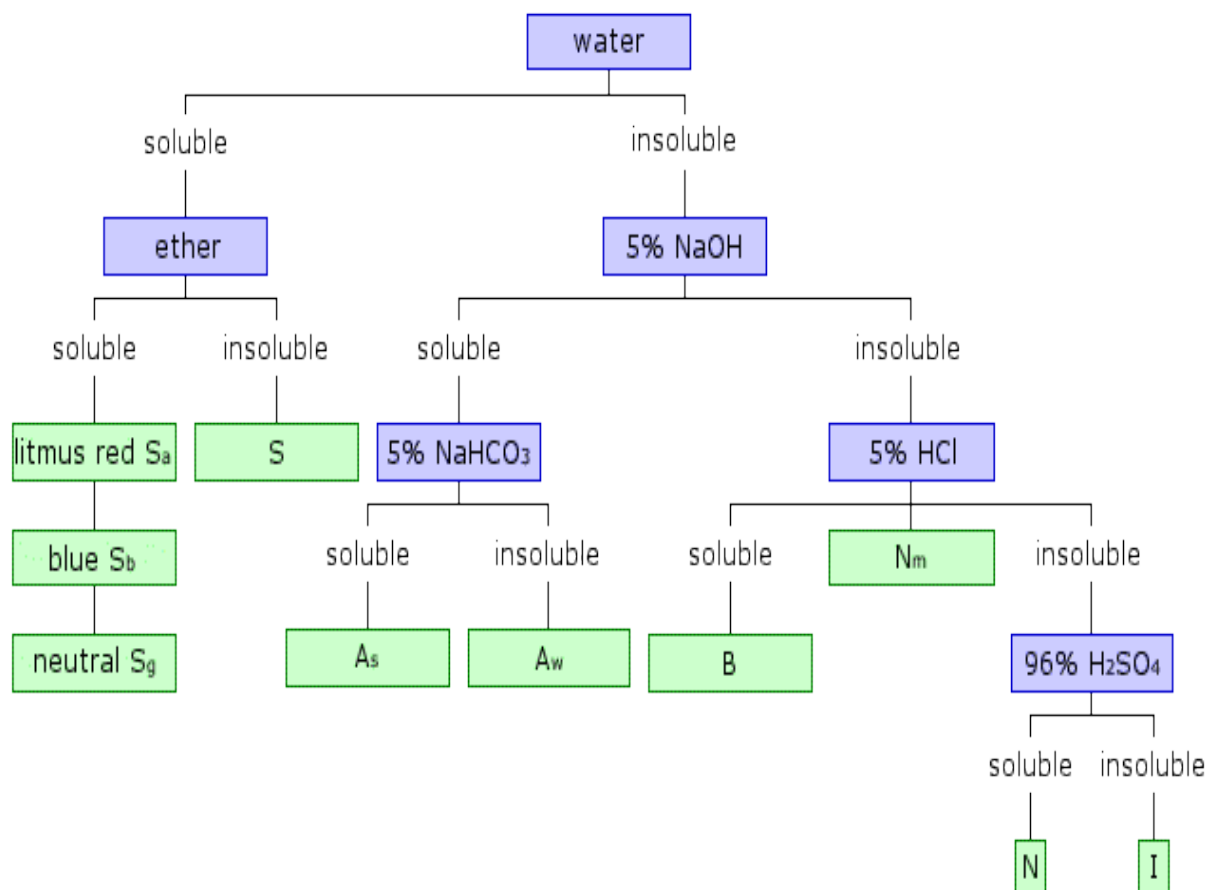 water
soluble
insoluble
ether
5% NaOH
soluble
insoluble
soluble
insoluble
litmus red Sa
S
5% NaHCO3
5% HCl
blue Sb
soluble
insoluble
soluble
Nm
insoluble
neutral Sg
As
Aw
B
96% H2SO4
soluble
insoluble
N
I